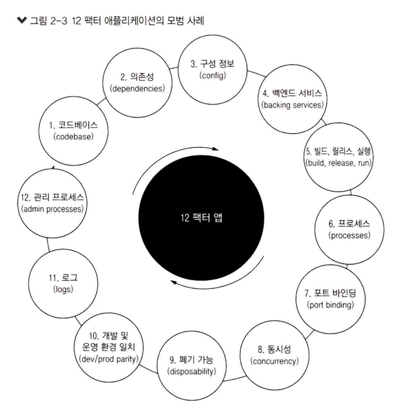 ❤ 그림 2-3 12 팩터 애플리케이션의 모범 사례
1. 코드베이스
(codebase)
2. 의존성
(dependencies)
3. 구성 정보
(config)
4. 백엔드 서비스
(backing services)
5. 빌드, 릴리스, 실행
(build, release, run)
6. 프로세스
(processes)
7. 포트 바인딩
(port binding)
8. 동시성
(concurrency)
9. 폐기 가능
(disposability)
10. 개발 및
운영 환경 일치
(dev/prod parity)
11. 로그
(logs)
12. 관리 프로세스
(admin processes)
12 팩터 앱